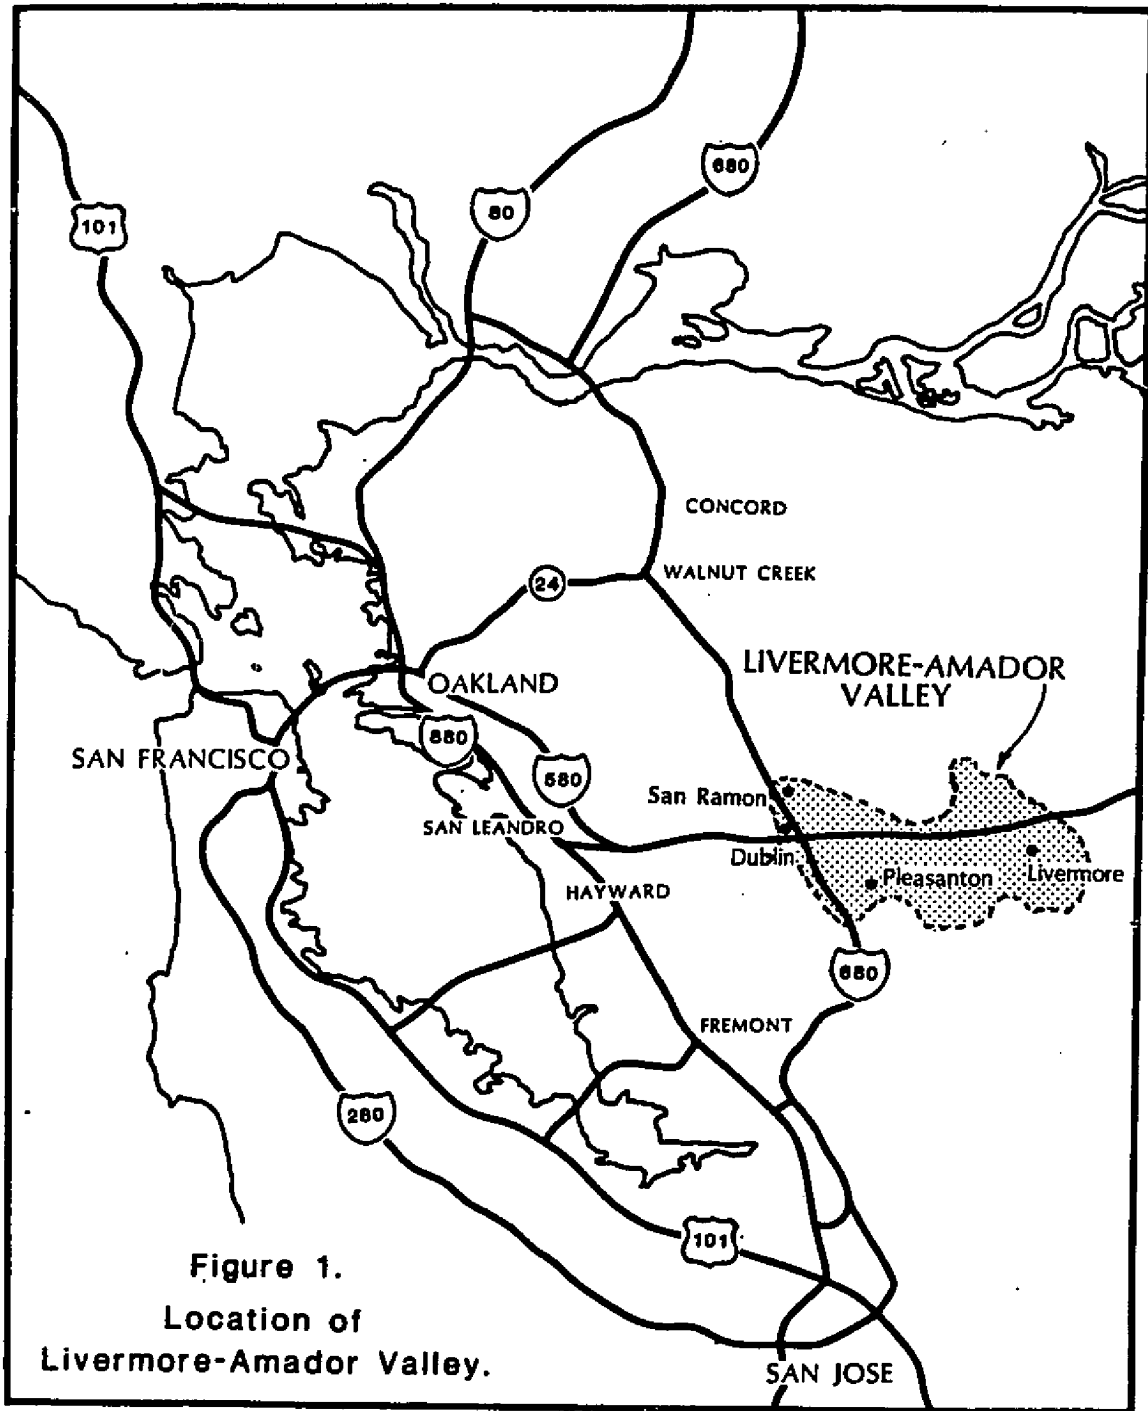 680
80
101
CONCORD
24
WALNUT CREEK
LIVERMORE-AMADOR
VALLEY
OAKLAND
880
SAN FRANCISCO
580
San Ramon
SAN LEANDRO
Dublin
Pleasanton
Livermore
HAYWARD
680
FREMONT
280
101
Figure 1.
Location of
Livermore-Amador Valley.
SAN JOSE